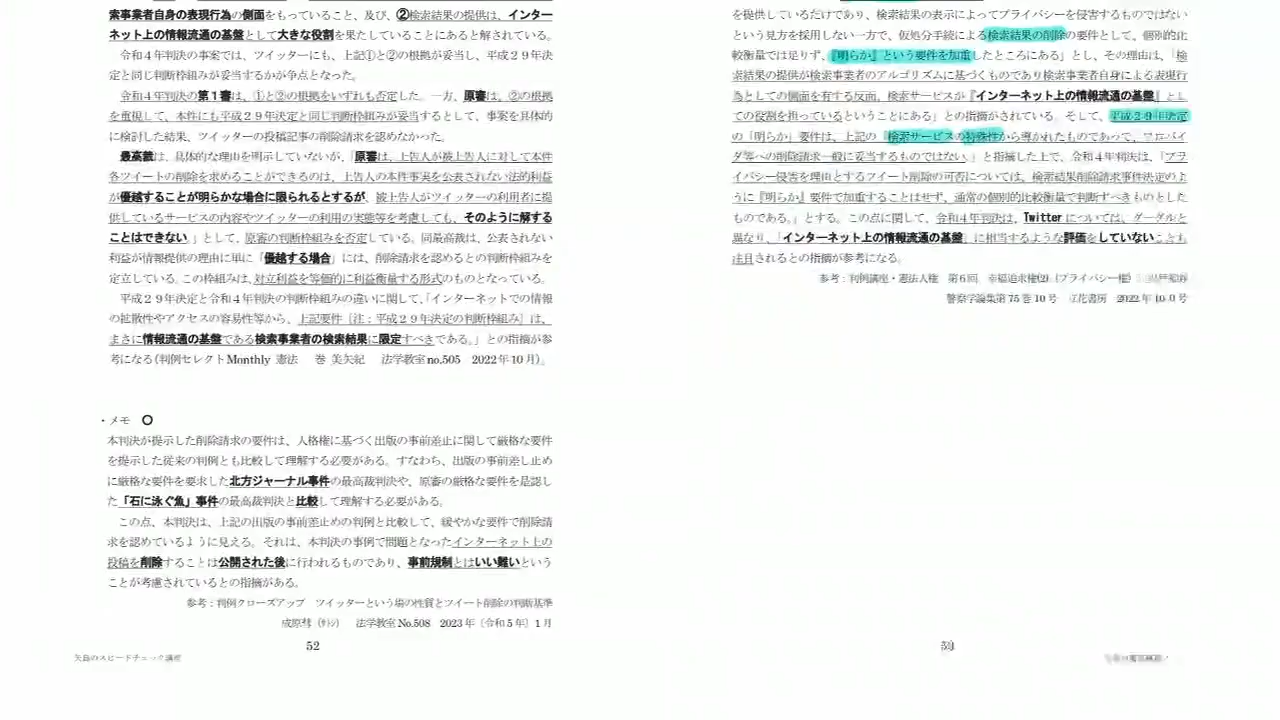 索事業者自身の表現行為の側面をもっていること、及び、②検索結果の提供は、インター
ネット上の情報流通の基盤として大きな役割を果たしていることにあると解されている。
令和４年判決の事案では、ツイッターにも、上記①と②の根拠が妥当し、平成２９年決
定と同じ判断枠組みが妥当するかが争点となった。
令和４年判決の第１審は、①と②の根拠をいずれも否定した。一方、原審は、②の根拠
を重視して、本件にも平成２９年決定と同じ判断枠組みが妥当するとして、事案を具体的
に検討した結果、ツイッターの投稿記事の削除請求を認めなかった。
最高裁は、具体的な理由を明示していないが、「原審は、上告人が被上告人に対して本件
各ツイートの削除を求めることができるのは、上告人の本件事実を公表されない法的利益
が優越することが明らかな場合に限られるとするが、被上告人がツイッターの利用者に提
供しているサービスの内容やツイッターの利用の実態等を考慮しても、そのように解する
ことはできない。」として、原審の判断枠組みを否定している。同最高裁は、公表されない
利益が情報提供の理由に単に「優越する場合」には、削除請求を認めるとの判断枠組みを
定立している。この枠組みは、対立利益を等価的に利益衡量する形式のものとなっている。
平成２９年決定と令和４年判決の判断枠組みの違いに関して、「インターネットでの情報
の拡散性やアクセスの容易性等から、上記要件［注：平成２９年決定の判断枠組み］は、
まさに情報流通の基盤である検索事業者の検索結果に限定すべきである。」との指摘が参
考になる（判例セレクトMonthly 憲法 巻 美矢紀 法学教室no.505 2022年10月）。
・メモ 〇
本判決が提示した削除請求の要件は、人格権に基づく出版の事前差止に関して厳格な要件
を提示した従来の判例とも比較して理解する必要がある。すなわち、出版の事前差し止め
に厳格な要件を要求した北方ジャーナル事件の最高裁判決や、原審の厳格な要件を是認し
た「石に泳ぐ魚」事件の最高裁判決と比較して理解する必要がある。
この点、本判決は、上記の出版の事前差止めの判例と比較して、緩やかな要件で削除請
求を認めているように見える。それは、本判決の事例で問題となったインターネット上の
投稿を削除することは公開された後に行われるものであり、事前規制とはいい難いという
ことが考慮されているとの指摘がある。
参考：判例クローズアップ ツイッターという場の性質とツイート削除の判断基準
成原慧（ｻﾄｼ） 法学教室No.508 2023年（令和5年）1月
52
矢島のスピードチェック講座
を提供しているだけであり、検索結果の表示によってプライバシーを侵害するものではない
という見方を採用しない一方で、仮処分手続による検索結果の削除の要件として、個別的比
較衡量では足りず、『明らか』という要件を加重したところにある」とし、その理由は、「検
索結果の提供が検索事業者のアルゴリズムに基づくものであり検索事業者自身による表現行
為としての側面を有する反面、検索サービスが『インターネット上の情報流通の基盤』とし
ての役割を担っているということにある」との指摘がされている。そして、平成２９年決定
の「明らか」要件は、上記の『検索サービスの特殊性から導かれたものであって、プロバイ
ダ等への削除請求一般に妥当するものではない。」と指摘した上で、令和４年判決は、「プラ
イバシー侵害を理由とするツイート削除の可否については、検索結果削除請求事件決定のよ
うに『明らか』要件で加重することはせず、通常の個別的比較衡量で判断すべきものとした
ものである。」とする。この点に関して、令和４年判決は、Twitterについては、グーグルと
異なり、「インターネット上の情報流通の基盤」に相当するような評価をしていないことも
注目されるとの指摘が参考になる。
参考：判例講座・憲法人権 第６回 幸福追求権⑵（プライバシー権）
警察学論集第75巻10号 立花書房 2022年